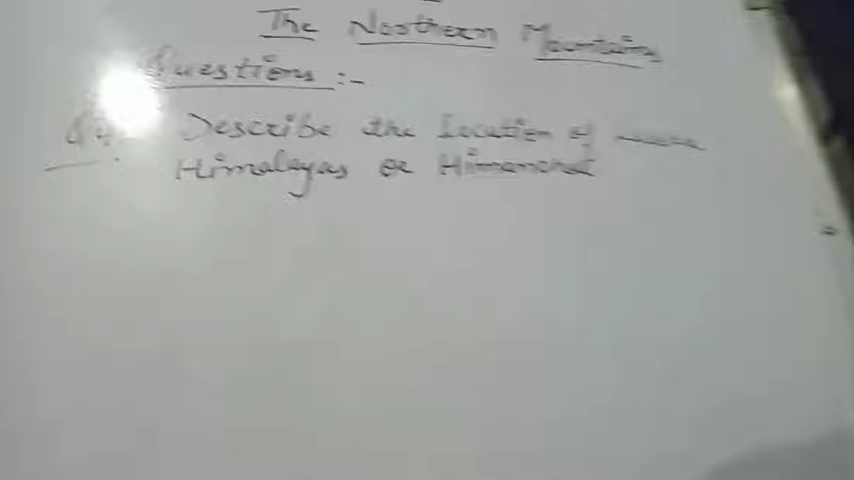 The Northern Mountains
Questions :-
Describe the Location of
Himalayas or